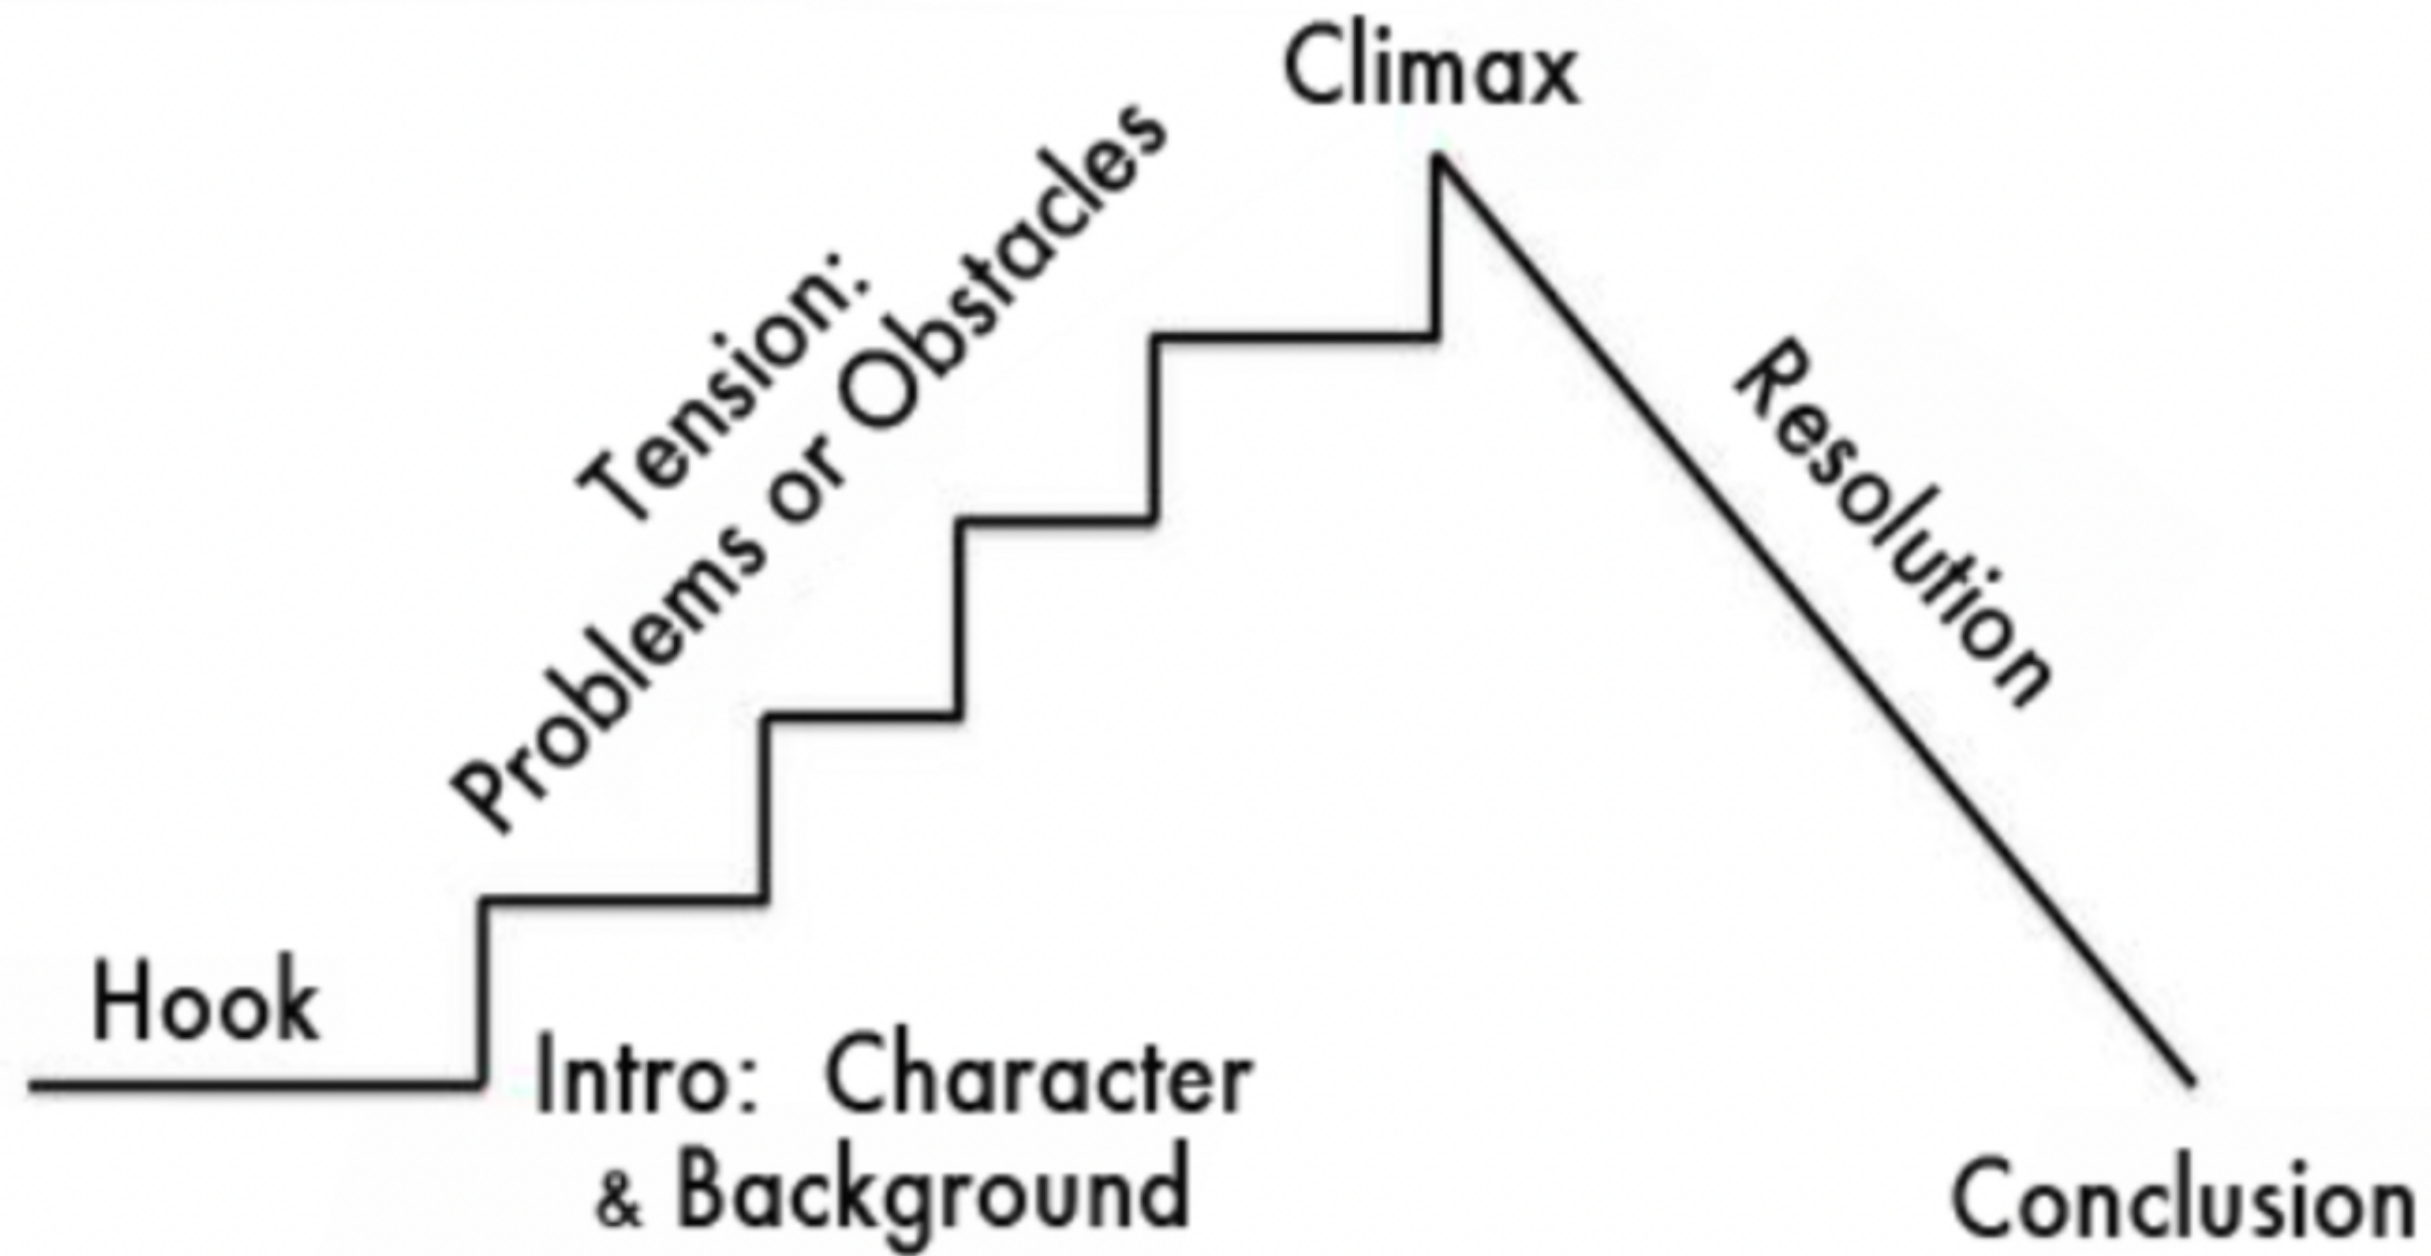 Climax
Tension:
Problems or Obstacles
Resolution
Hook
Intro: Character
& Background
Conclusion